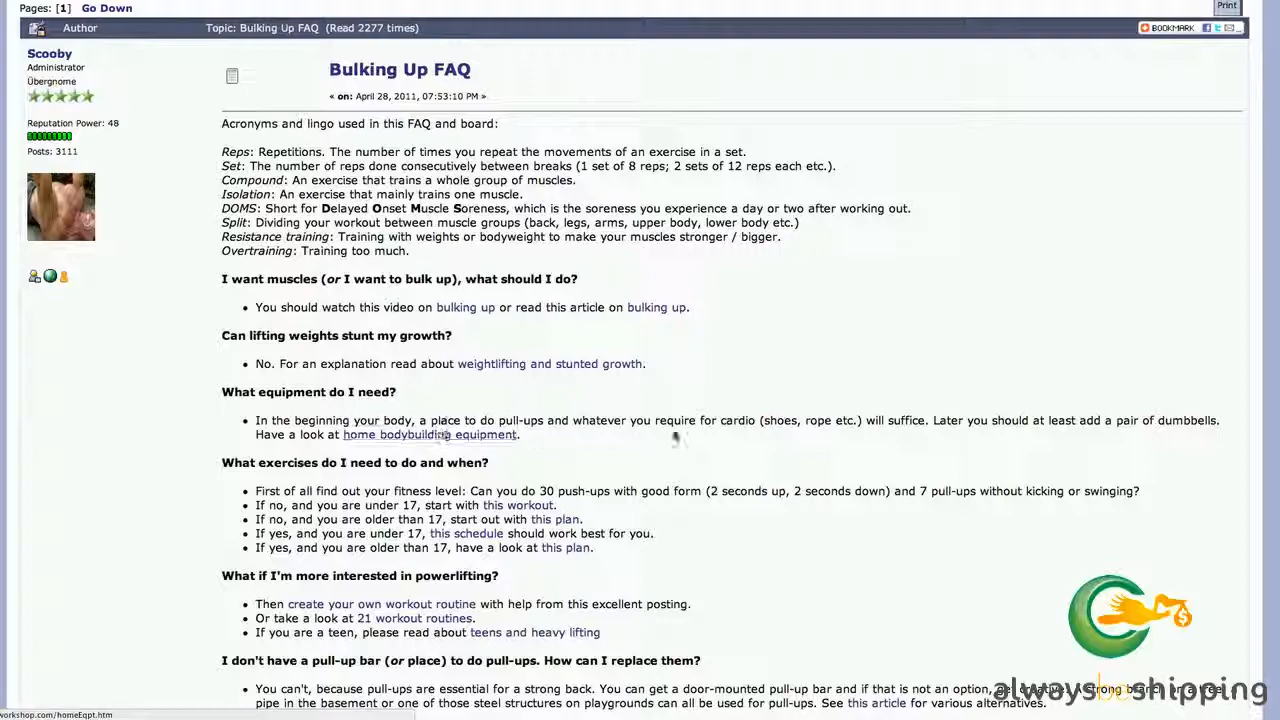 Pages: [1] Go Down
Print
Author Topic: Bulking Up FAQ (Read 2277 times) BOOKMARK
Scooby
Administrator
Übergnome
Reputation Power: 48
Posts: 3111
Bulking Up FAQ
« on: April 28, 2011, 07:53:10 PM »
Acronyms and lingo used in this FAQ and board:
Reps: Repetitions. The number of times you repeat the movements of an exercise in a set.
Set: The number of reps done consecutively between breaks (1 set of 8 reps; 2 sets of 12 reps each etc.).
Compound: An exercise that trains a whole group of muscles.
Isolation: An exercise that mainly trains one muscle.
DOMS: Short for Delayed Onset Muscle Soreness, which is the soreness you experience a day or two after working out.
Split: Dividing your workout between muscle groups (back, legs, arms, upper body, lower body etc.)
Resistance training: Training with weights or bodyweight to make your muscles stronger / bigger.
Overtraining: Training too much.
I want muscles (or I want to bulk up), what should I do?
• You should watch this video on bulking up or read this article on bulking up.
Can lifting weights stunt my growth?
• No. For an explanation read about weightlifting and stunted growth.
What equipment do I need?
• In the beginning your body, a place to do pull-ups and whatever you require for cardio (shoes, rope etc.) will suffice. Later you should at least add a pair of dumbbells.
Have a look at home bodybuilding equipment.
What exercises do I need to do and when?
• First of all find out your fitness level: Can you do 30 push-ups with good form (2 seconds up, 2 seconds down) and 7 pull-ups without kicking or swinging?
• If no, and you are under 17, start with this workout.
• If no, and you are older than 17, start out with this plan.
• If yes, and you are under 17, this schedule should work best for you.
• If yes, and you are older than 17, have a look at this plan.
What if I'm more interested in powerlifting?
• Then create your own workout routine with help from this excellent posting.
• Or take a look at 21 workout routines.
• If you are a teen, please read about teens and heavy lifting
I don't have a pull-up bar (or place) to do pull-ups. How can I replace them?
• You can't, because pull-ups are essential for a strong back. You can get a door-mounted pull-up bar and if that is not an option, get creative. A strong branch on a tree
pipe in the basement or one of those steel structures on playgrounds can all be used for pull-ups. See this article for various alternatives.
alwaysbeshipping
workshop.com/homeEqpt.htm